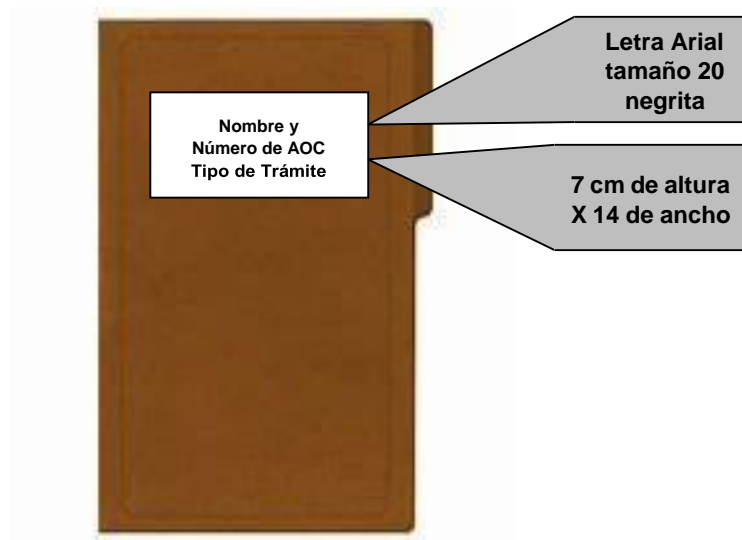 Nombre y
Número de AOC
Tipo de Trámite
Letra Arial
tamaño 20
negrita
7 cm de altura
X 14 de ancho